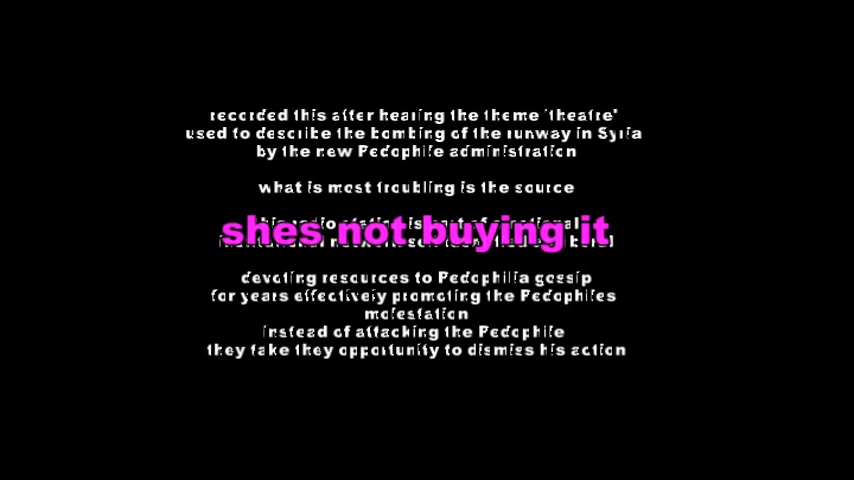 recorded this after hearing the theme 'theatre'
used to describe the bombing of the runway in Syria
by the new Pedophile administration
what is most troubling is the source
shes not buying it
devoting resources to Pedophilia gossip
for years effectively promoting the Pedophiles
molestation
instead of attacking the Pedophile
they take they opportunity to dismiss his action